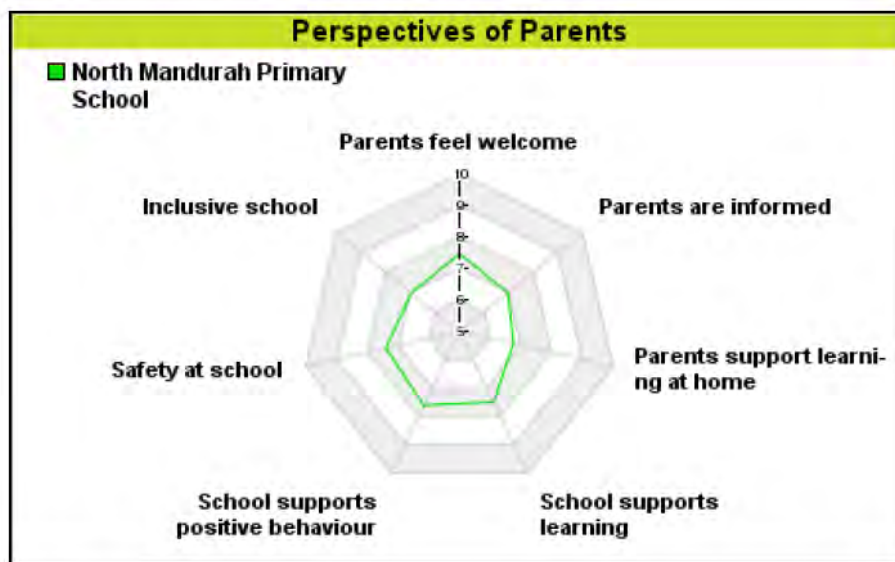 Perspectives of Parents
North Mandurah Primary
School
Parents feel welcome
Inclusive school
Parents are informed
10
9
8
7
6
5
Safety at school
Parents support learni-
ng at home
School supports
positive behaviour
School supports
learning